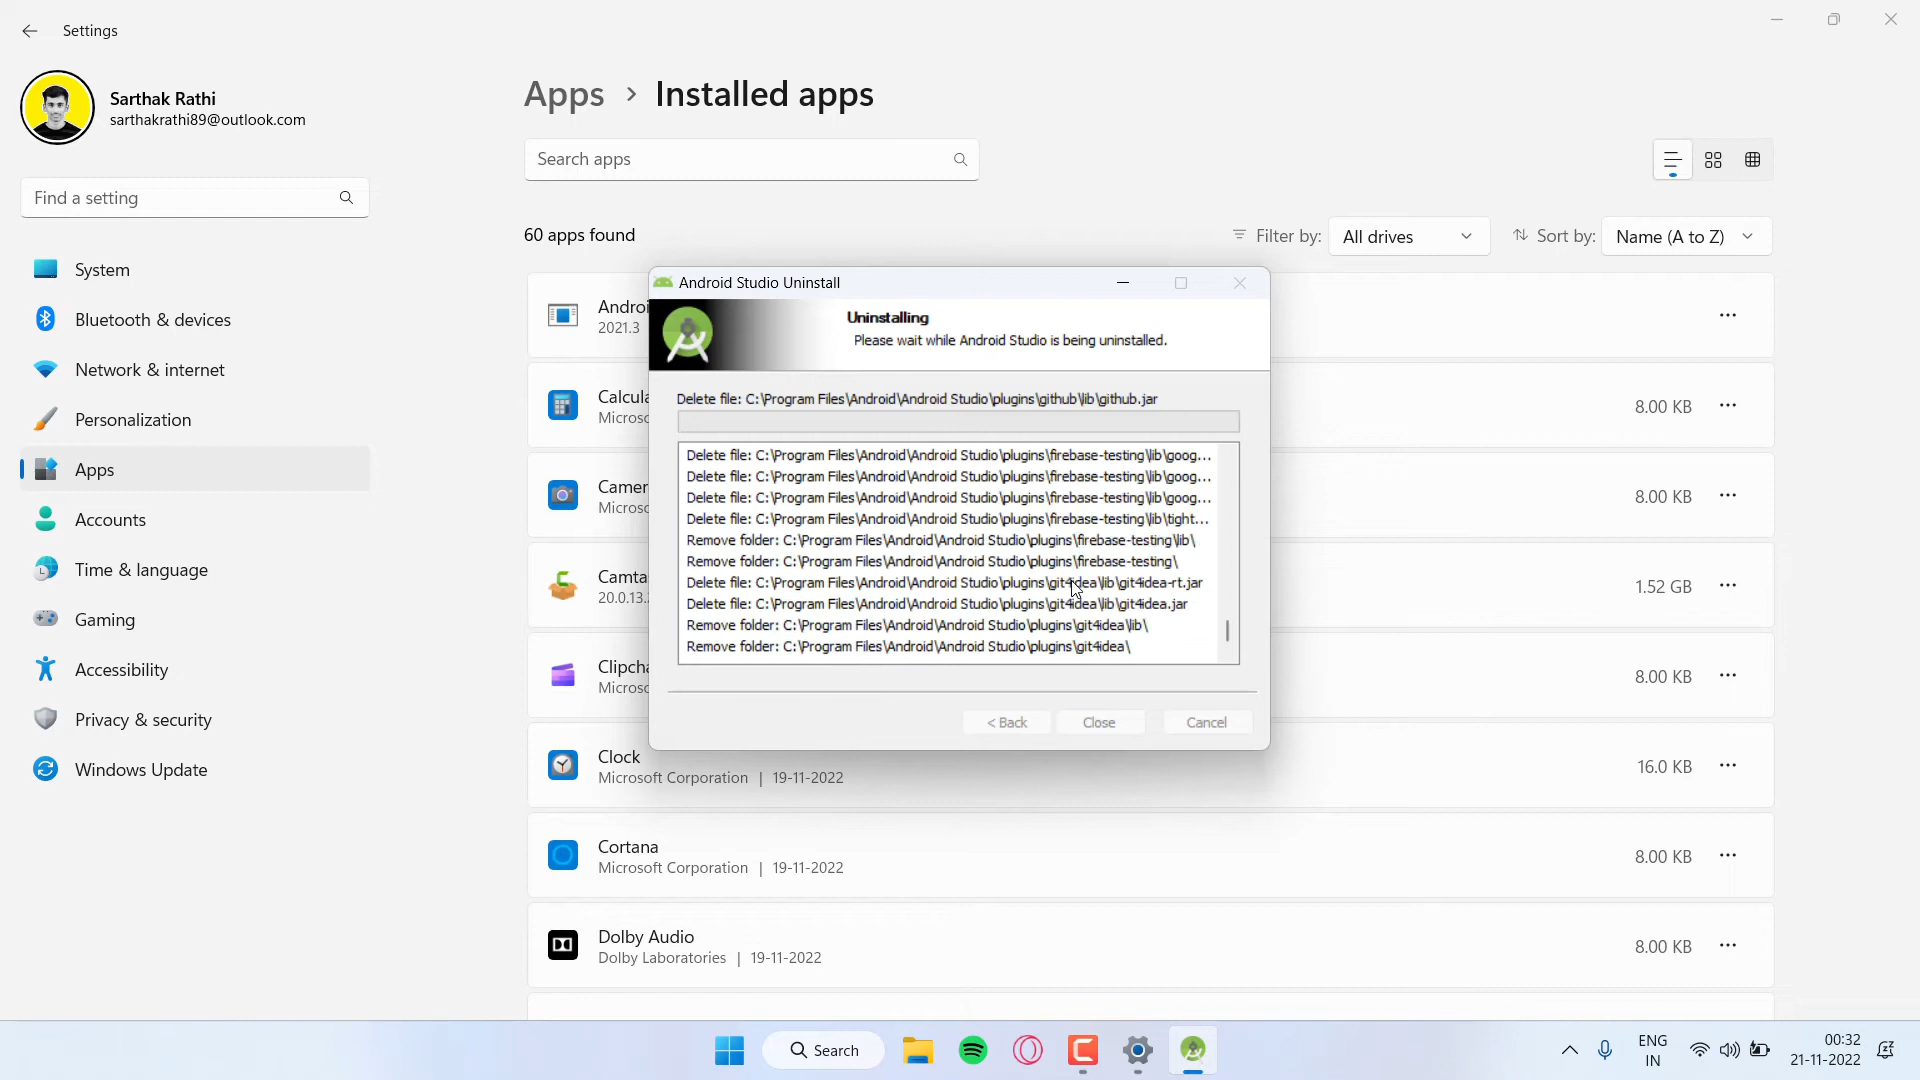 Settings
Sarthak Rathi
sarthakrathi89@outlook.com
Find a setting
System
Bluetooth & devices
Network & internet
Personalization
Apps
Accounts
Time & language
Gaming
Accessibility
Privacy & security
Windows Update
Apps > Installed apps
Search apps
60 apps found
Filter by: All drives
Sort by: Name (A to Z)
2021.3
8.00 KB
8.00 KB
20.0.13.
1.52 GB
8.00 KB
Clock
Microsoft Corporation | 19-11-2022
16.0 KB
Cortana
Microsoft Corporation | 19-11-2022
8.00 KB
Dolby Audio
Dolby Laboratories | 19-11-2022
8.00 KB
Android Studio Uninstall
Uninstalling
Please wait while Android Studio is being uninstalled.
Delete file: C:\Program Files\Android\Android Studio\plugins\github\lib\github.jar
Delete file: C:\Program Files\Android\Android Studio\plugins\firebase-testing\lib\goog...
Delete file: C:\Program Files\Android\Android Studio\plugins\firebase-testing\lib\goog...
Delete file: C:\Program Files\Android\Android Studio\plugins\firebase-testing\lib\goog...
Delete file: C:\Program Files\Android\Android Studio\plugins\firebase-testing\lib\tight...
Remove folder: C:\Program Files\Android\Android Studio\plugins\firebase-testing\lib\
Remove folder: C:\Program Files\Android\Android Studio\plugins\firebase-testing\
Delete file: C:\Program Files\Android\Android Studio\plugins\git4idea\lib\git4idea-rt.jar
Delete file: C:\Program Files\Android\Android Studio\plugins\git4idea\lib\git4idea.jar
Remove folder: C:\Program Files\Android\Android Studio\plugins\git4idea\lib\
Remove folder: C:\Program Files\Android\Android Studio\plugins\git4idea\
< Back
Close
Cancel
Search
ENG
IN
00:32
21-11-2022